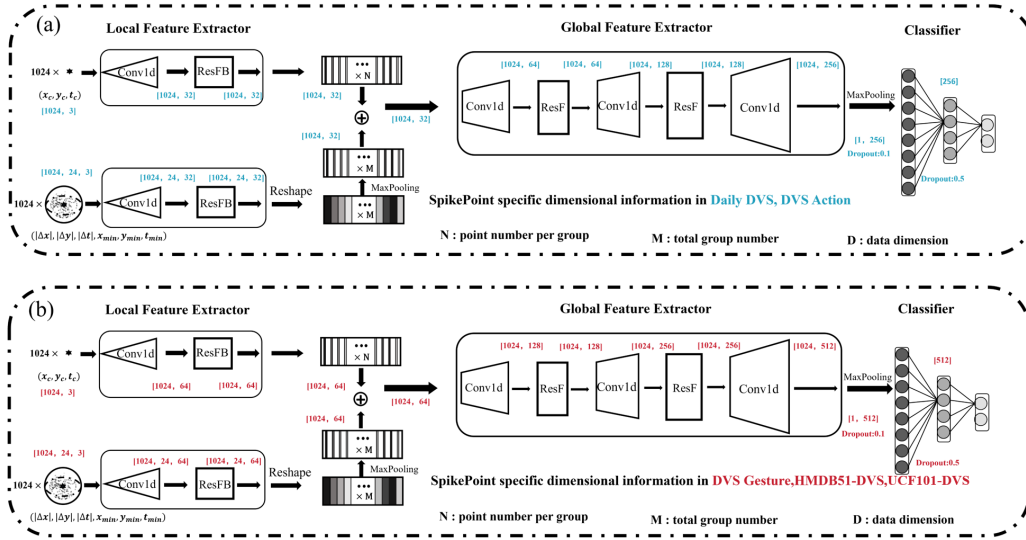 (a)
Local Feature Extractor
Global Feature Extractor
Classifier
1024 × *
Conv1d
ResFB
••• × N
(x_c, y_c, t_c)
[1024, 3]
[1024, 32]
[1024, 32]
[1024, 32]
[1024, 32]
[1024, 32]
[1024, 64]
[1024, 64]
[1024, 128]
[1024, 128]
[1024, 256]
Conv1d
ResF
Conv1d
ResF
Conv1d
MaxPooling
[1, 256]
Dropout:0.1
[256]
Dropout:0.5
[1024, 24, 3]
1024 ×
[1024, 24, 32]
[1024, 24, 32]
Conv1d
ResFB
Reshape
••• × M
MaxPooling
••• × M
(|Δx|, |Δy|, |Δt|, x_min, y_min, t_min)
SpikePoint specific dimensional information in Daily DVS, DVS Action
N : point number per group
M : total group number
D : data dimension
(b)
Local Feature Extractor
Global Feature Extractor
Classifier
1024 × *
Conv1d
ResFB
••• × N
(x_c, y_c, t_c)
[1024, 3]
[1024, 64]
[1024, 64]
[1024, 64]
[1024, 64]
[1024, 64]
[1024, 128]
[1024, 128]
[1024, 256]
[1024, 256]
[1024, 512]
Conv1d
ResF
Conv1d
ResF
Conv1d
MaxPooling
[1, 512]
Dropout:0.1
[512]
Dropout:0.5
[1024, 24, 3]
1024 ×
[1024, 24, 64]
[1024, 24, 64]
Conv1d
ResFB
Reshape
••• × M
MaxPooling
••• × M
(|Δx|, |Δy|, |Δt|, x_min, y_min, t_min)
SpikePoint specific dimensional information in DVS Gesture,HMDB51-DVS,UCF101-DVS
N : point number per group
M : total group number
D : data dimension